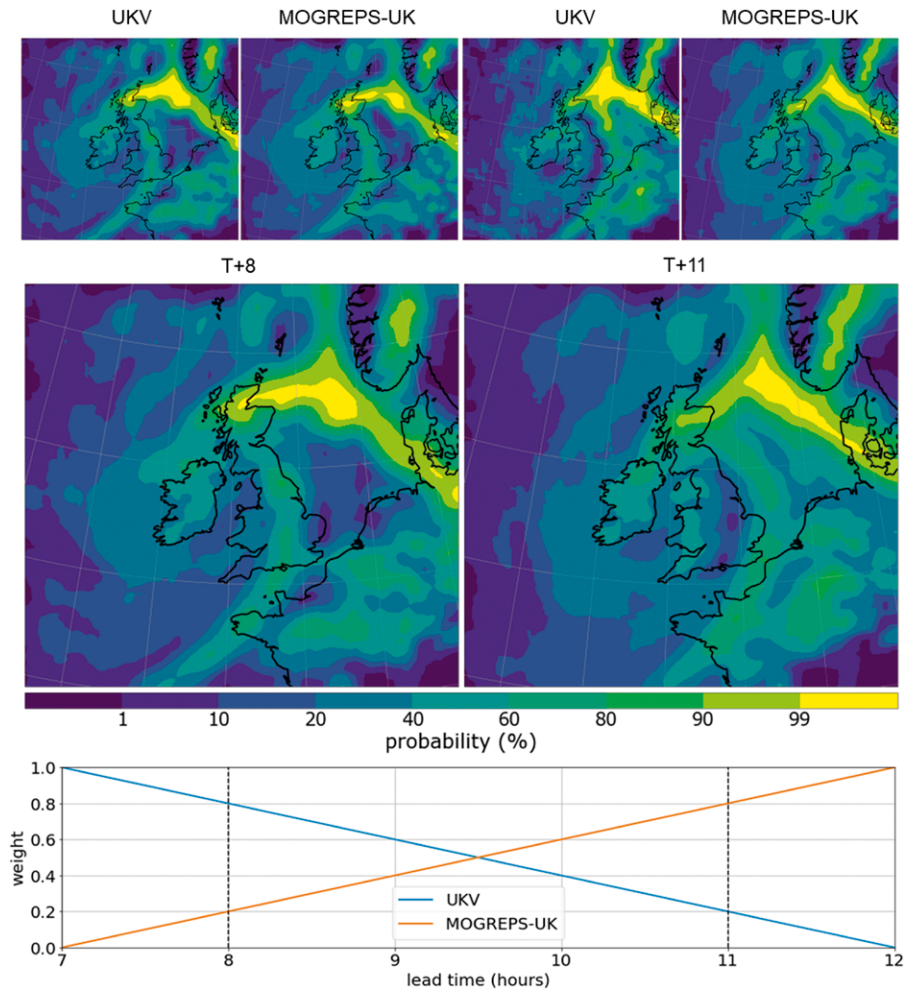 UKV MOGREPS-UK UKV MOGREPS-UK
T+8 T+11
1 10 20 40 60 80 90 99
probability (%)
1.0
0.8
0.6
0.4
0.2
0.0
weight
UKV
MOGREPS-UK
7 8 9 10 11 12
lead time (hours)